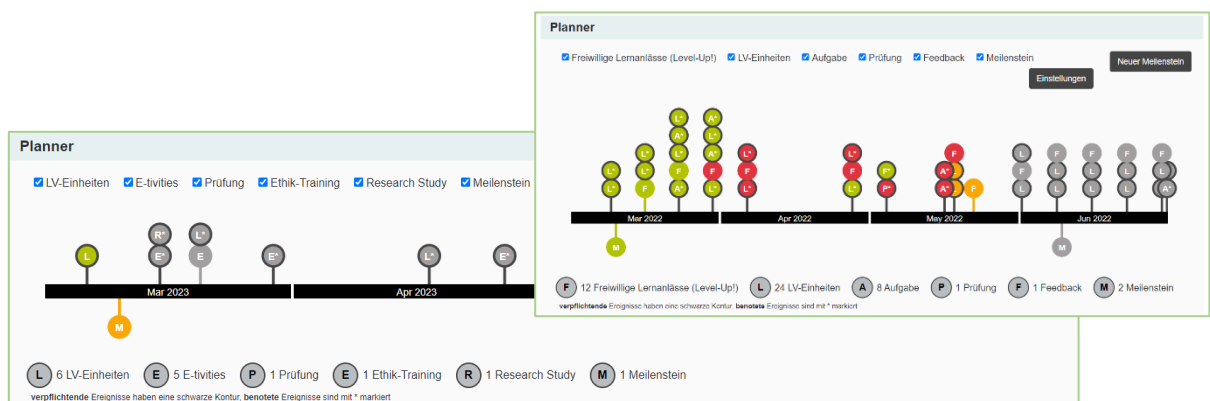 Planner
Freiwillige Lernanlässe (Level-Up!) LV-Einheiten Aufgabe Prüfung Feedback Meilenstein
Neuer Meilenstein
Einstellungen
L* A*
L* L* A* L* L* L* L* F L F F F F
L* L* L* A* F F F* A* F L L L L
L* F A* L* F L* P* A* F L L L L A*
Mar 2022 Apr 2022 May 2022 Jun 2022
M M
F 12 Freiwillige Lernanlässe (Level-Up!) L 24 LV-Einheiten A 8 Aufgabe P 1 Prüfung F 1 Feedback M 2 Meilenstein
verpflichtende Ereignisse haben eine schwarze Kontur, benotete Ereignisse sind mit * markiert
Planner
LV-Einheiten E-tivities Prüfung Ethik-Training Research Study Meilenstein
R* L*
L E* E E* L* E*
Mar 2023 Apr 2023
M
L 6 LV-Einheiten E 5 E-tivities P 1 Prüfung E 1 Ethik-Training R 1 Research Study M 1 Meilenstein
verpflichtende Ereignisse haben eine schwarze Kontur, benotete Ereignisse sind mit * markiert